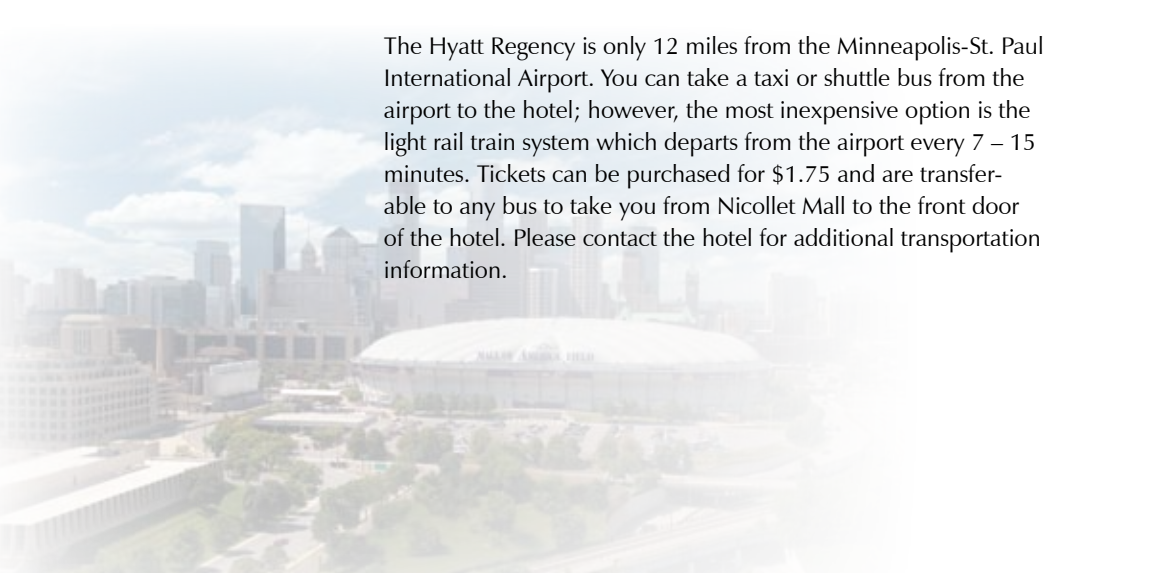 The Hyatt Regency is only 12 miles from the Minneapolis-St. Paul
International Airport. You can take a taxi or shuttle bus from the
airport to the hotel; however, the most inexpensive option is the
light rail train system which departs from the airport every 7 – 15
minutes. Tickets can be purchased for $1.75 and are transfer-
able to any bus to take you from Nicollet Mall to the front door
of the hotel. Please contact the hotel for additional transportation
information.